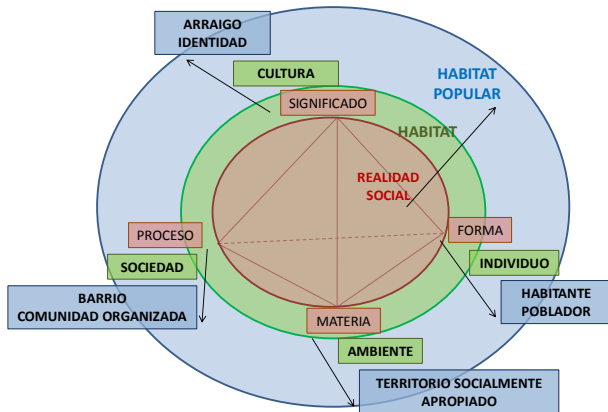 ARRAIGO
IDENTIDAD
CULTURA
HABITAT
POPULAR
SIGNIFICADO
HABITAT
REALIDAD
SOCIAL
PROCESO
FORMA
SOCIEDAD
INDIVIDUO
BARRIO
COMUNIDAD ORGANIZADA
HABITANTE
POBLADOR
MATERIA
AMBIENTE
TERRITORIO SOCIALMENTE
APROPIADO